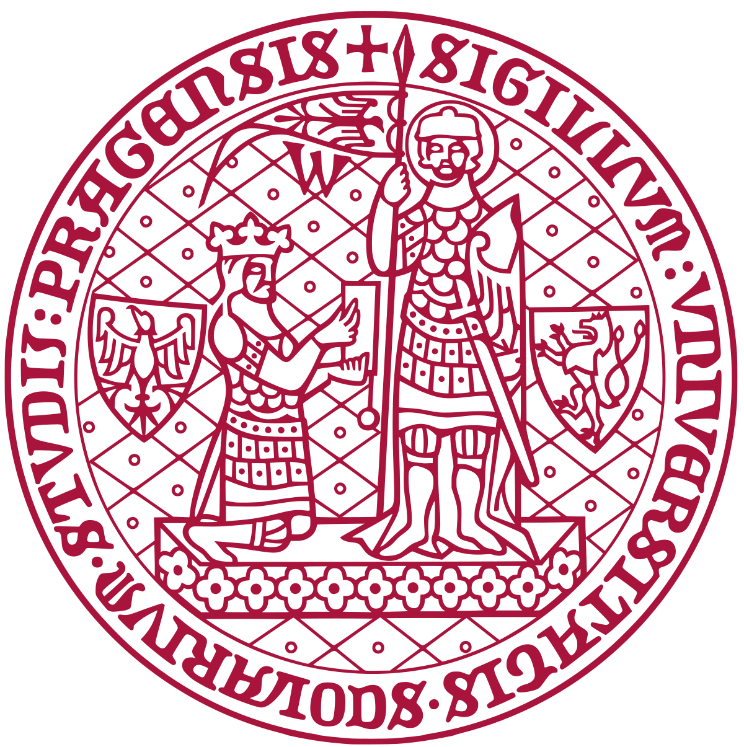 + SIGILLVM : VNIVERSITATIS · SCOLARIVM · STVDII : PRAGENSIS
W